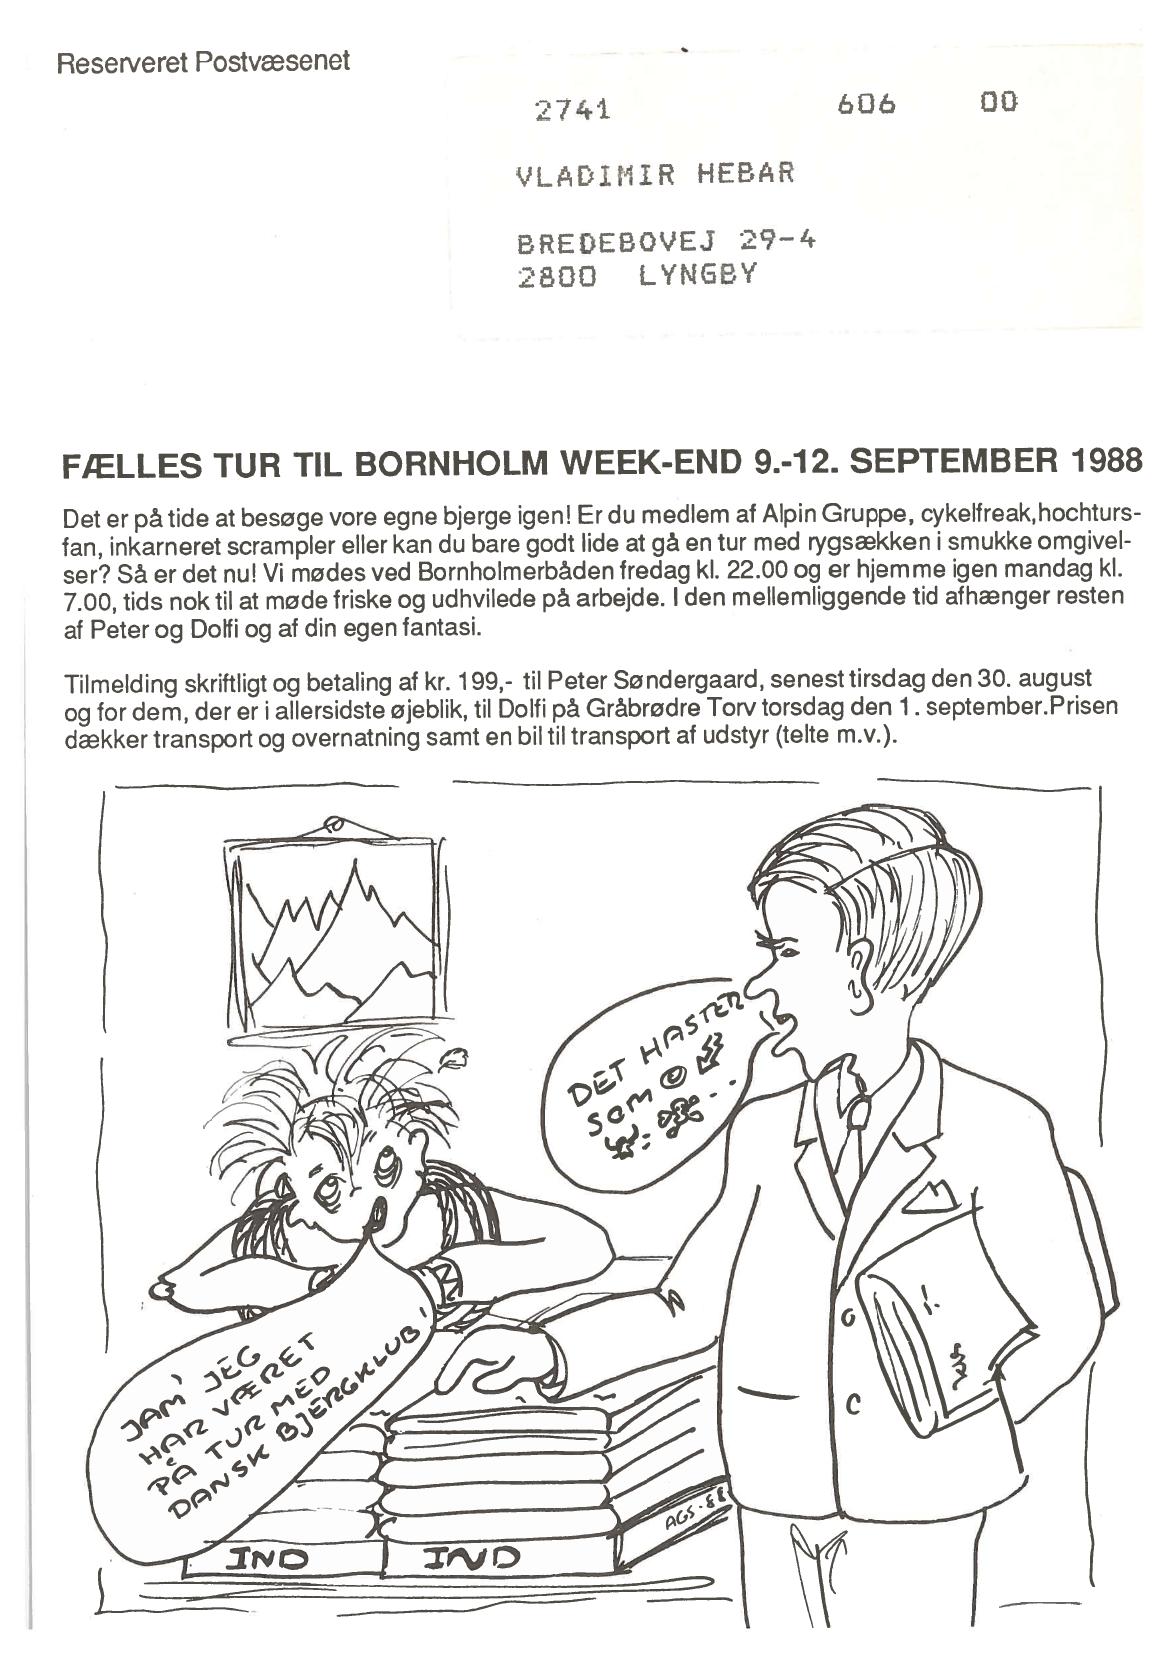 Reserveret Postvæsenet
2741 606 00
VLADIMIR HEBAR
BREDEBOVEJ 29-4
2800 LYNGBY
FÆLLES TUR TIL BORNHOLM WEEK-END 9.-12. SEPTEMBER 1988
Det er på tide at besøge vore egne bjerge igen! Er du medlem af Alpin Gruppe, cykelfreak,hochturs-
fan, inkarneret scrampler eller kan du bare godt lide at gå en tur med rygsækken i smukke omgivel-
ser? Så er det nu! Vi mødes ved Bornholmerbåden fredag kl. 22.00 og er hjemme igen mandag kl.
7.00, tids nok til at møde friske og udhvilede på arbejde. I den mellemliggende tid afhænger resten
af Peter og Dolfi og af din egen fantasi.
Tilmelding skriftligt og betaling af kr. 199,- til Peter Søndergaard, senest tirsdag den 30. august
og for dem, der er i allersidste øjeblik, til Dolfi på Gråbrødre Torv torsdag den 1. september.Prisen
dækker transport og overnatning samt en bil til transport af udstyr (telte m.v.).
DET HASTER
SOM
JAM' JEG
HAR VÆRET
PÅ TUR MED
DANSK BJERGKLUB!
IND
IND
AGS-88